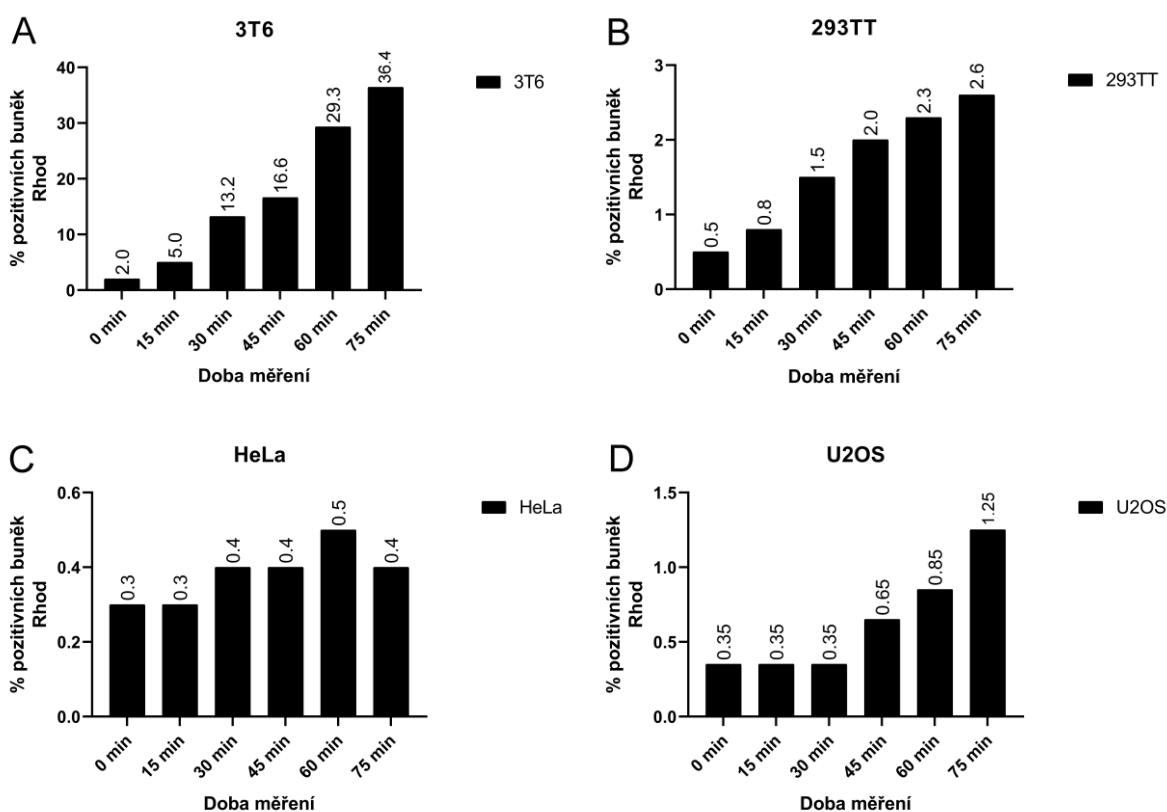 A
3T6
% pozitivních buněk
Rhod
40
30
20
10
0
2.0
5.0
13.2
16.6
29.3
36.4
0 min
15 min
30 min
45 min
60 min
75 min
Doba měření
3T6
B
293TT
% pozitivních buněk
Rhod
3
2
1
0
0.5
0.8
1.5
2.0
2.3
2.6
0 min
15 min
30 min
45 min
60 min
75 min
Doba měření
293TT
C
HeLa
% pozitivních buněk
Rhod
0.6
0.4
0.2
0.0
0.3
0.3
0.4
0.4
0.5
0.4
0 min
15 min
30 min
45 min
60 min
75 min
Doba měření
HeLa
D
U2OS
% pozitivních buněk
Rhod
1.5
1.0
0.5
0.0
0.35
0.35
0.35
0.65
0.85
1.25
0 min
15 min
30 min
45 min
60 min
75 min
Doba měření
U2OS